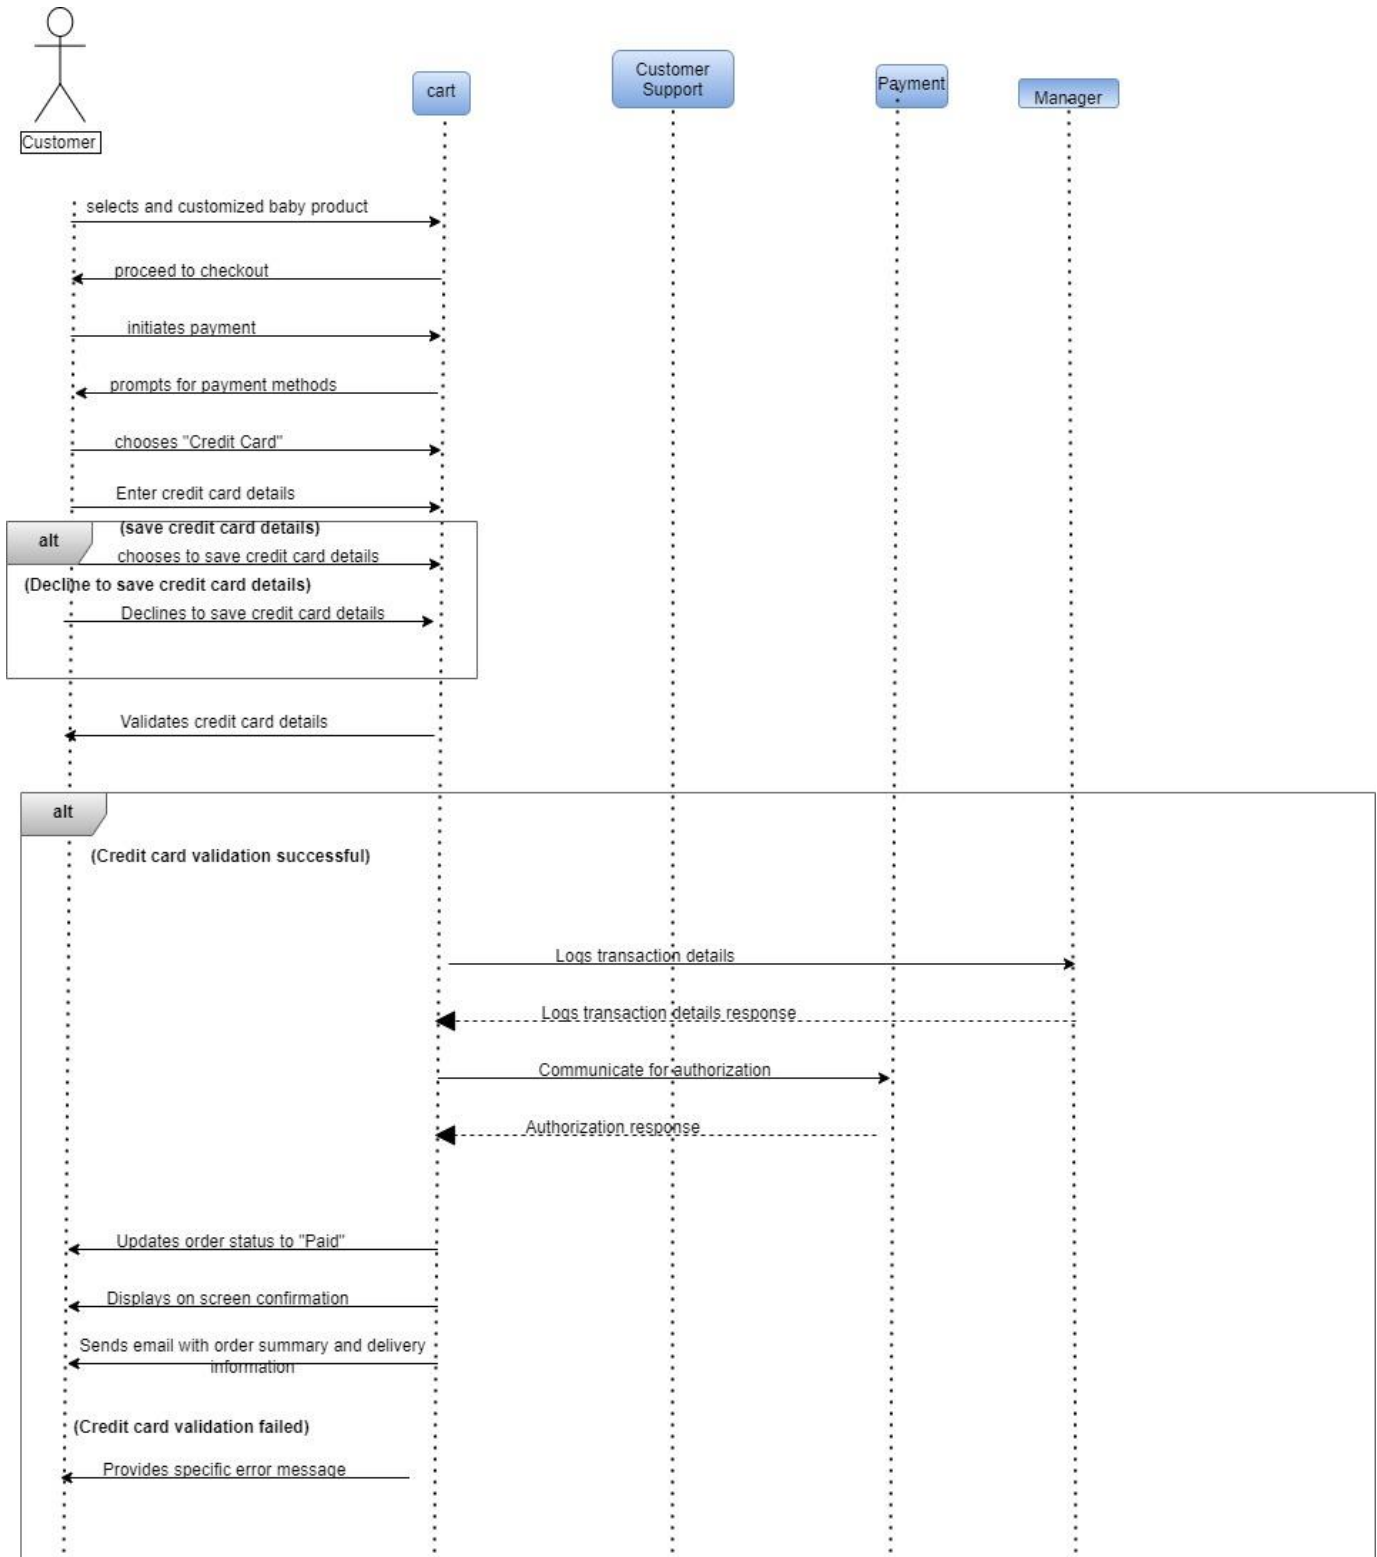 Customer
cart
Customer
Support
Payment
Manager
selects and customized baby product
proceed to checkout
initiates payment
prompts for payment methods
chooses "Credit Card"
Enter credit card details
alt
(save credit card details)
chooses to save credit card details
(Decline to save credit card details)
Declines to save credit card details
Validates credit card details
alt
(Credit card validation successful)
Logs transaction details
Logs transaction details response
Communicate for authorization
Authorization response
Updates order status to "Paid"
Displays on screen confirmation
Sends email with order summary and delivery
information
(Credit card validation failed)
Provides specific error message